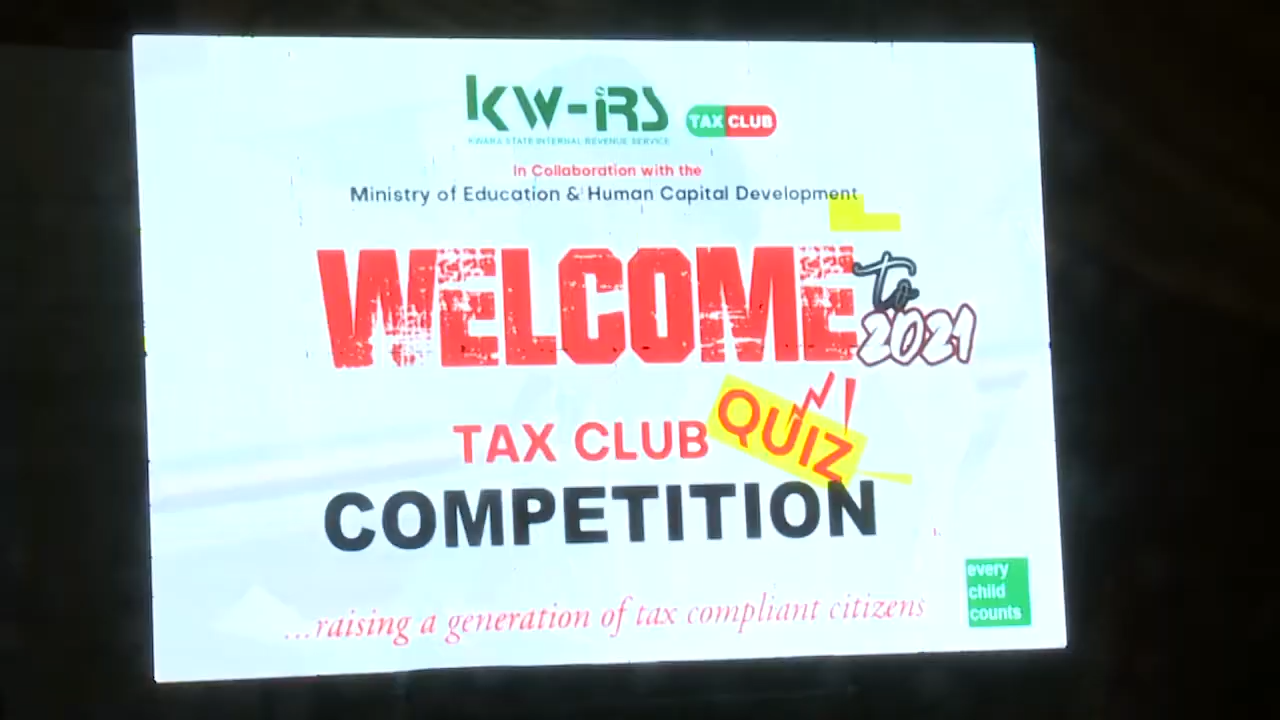 KW-iRS
TAX CLUB
KWARA STATE INTERNAL REVENUE SERVICE
In Collaboration with the
Ministry of Education & Human Capital Development
WELCOME to 2021
TAX CLUB QUIZ!
COMPETITION
...raising a generation of tax compliant citizens
every
child
counts